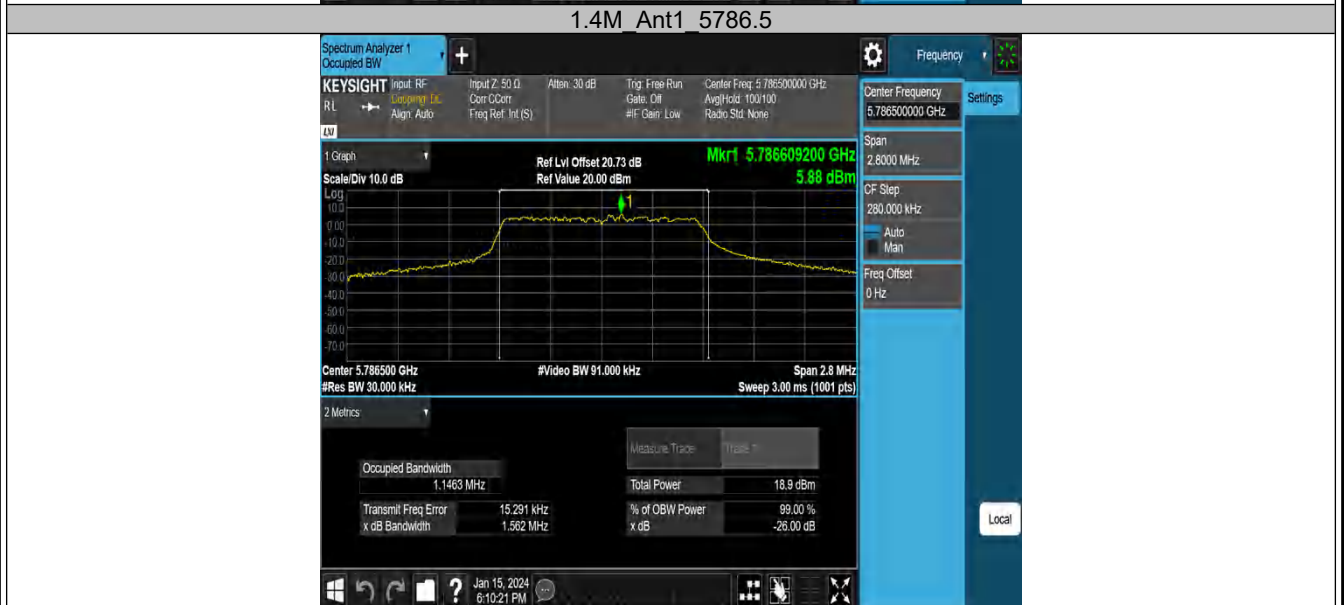 1.4M_Ant1_5786.5
Spectrum Analyzer 1
Occupied BW
+
Frequency
KEYSIGHT
RL
LXI
Input: RF
Coupling: DC
Align: Auto
Input Z: 50 Ω
Corr CCorr
Freq Ref: Int (S)
Atten: 30 dB
Trig: Free Run
Gate: Off
#IF Gain: Low
Center Freq: 5.786500000 GHz
Avg|Hold: 100/100
Radio Std: None
Center Frequency
5.786500000 GHz
Settings
Span
2.8000 MHz
CF Step
280.000 kHz
Auto
Man
Freq Offset
0 Hz
1 Graph
Scale/Div 10.0 dB
Ref Lvl Offset 20.73 dB
Ref Value 20.00 dBm
Mkr1 5.786609200 GHz
5.88 dBm
Log
1
10.0
0.00
-10.0
-20.0
-30.0
-40.0
-50.0
-60.0
-70.0
Center 5.786500 GHz
#Res BW 30.000 kHz
#Video BW 91.000 kHz
Span 2.8 MHz
Sweep 3.00 ms (1001 pts)
2 Metrics
Measure Trace
Trace 1
Occupied Bandwidth
1.1463 MHz
Total Power 18.9 dBm
Transmit Freq Error 15.291 kHz
% of OBW Power 99.00 %
x dB Bandwidth 1.562 MHz
x dB -26.00 dB
Local
?
Jan 15, 2024
6:10:21 PM